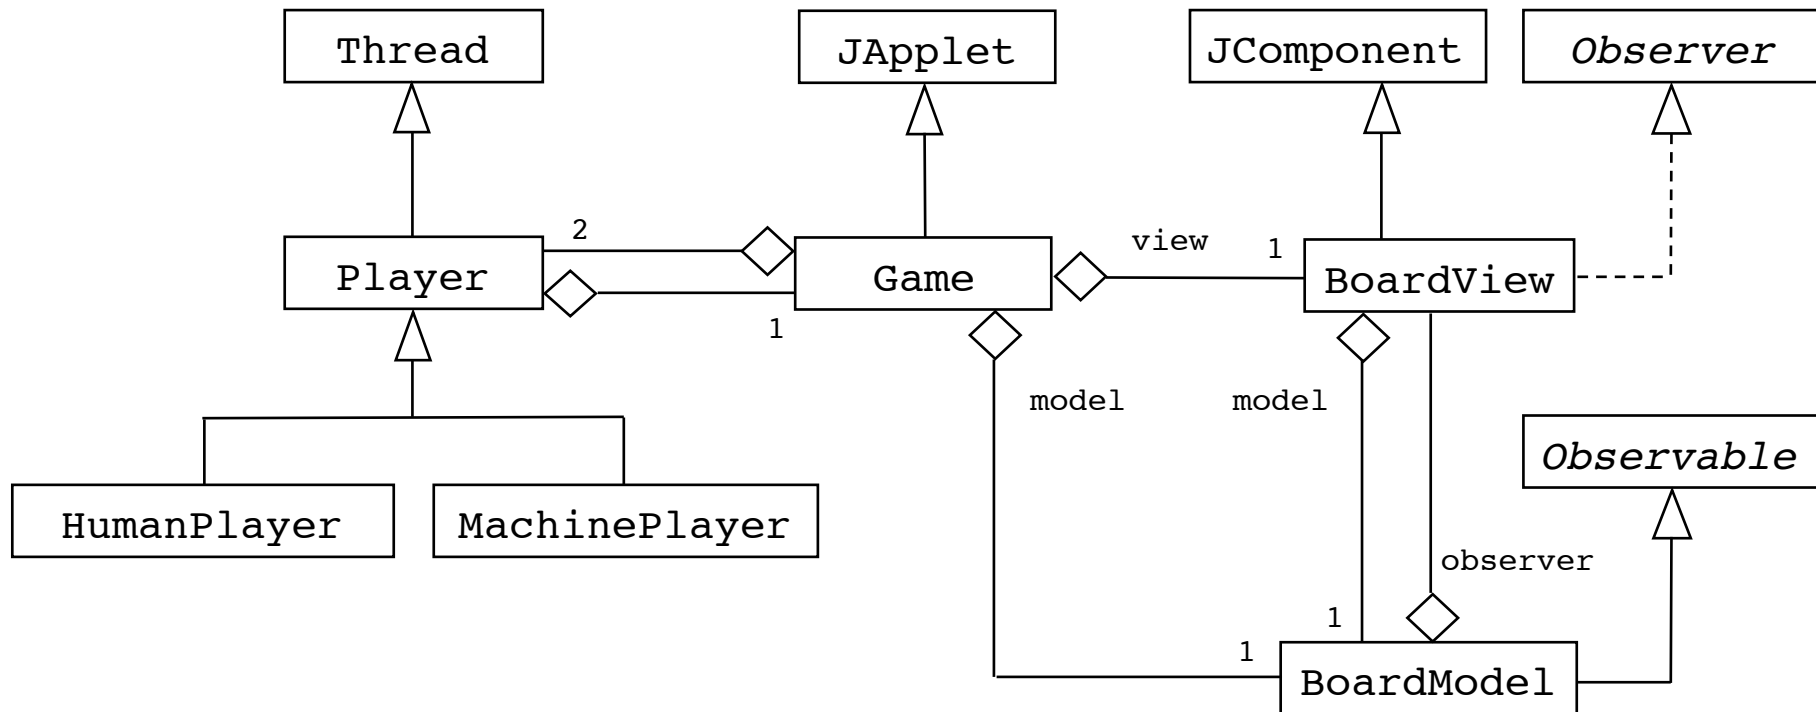 Thread
JApplet
JComponent
Observer
2
view
1
Player
Game
BoardView
1
model
model
Observable
HumanPlayer
MachinePlayer
observer
1
1
BoardModel